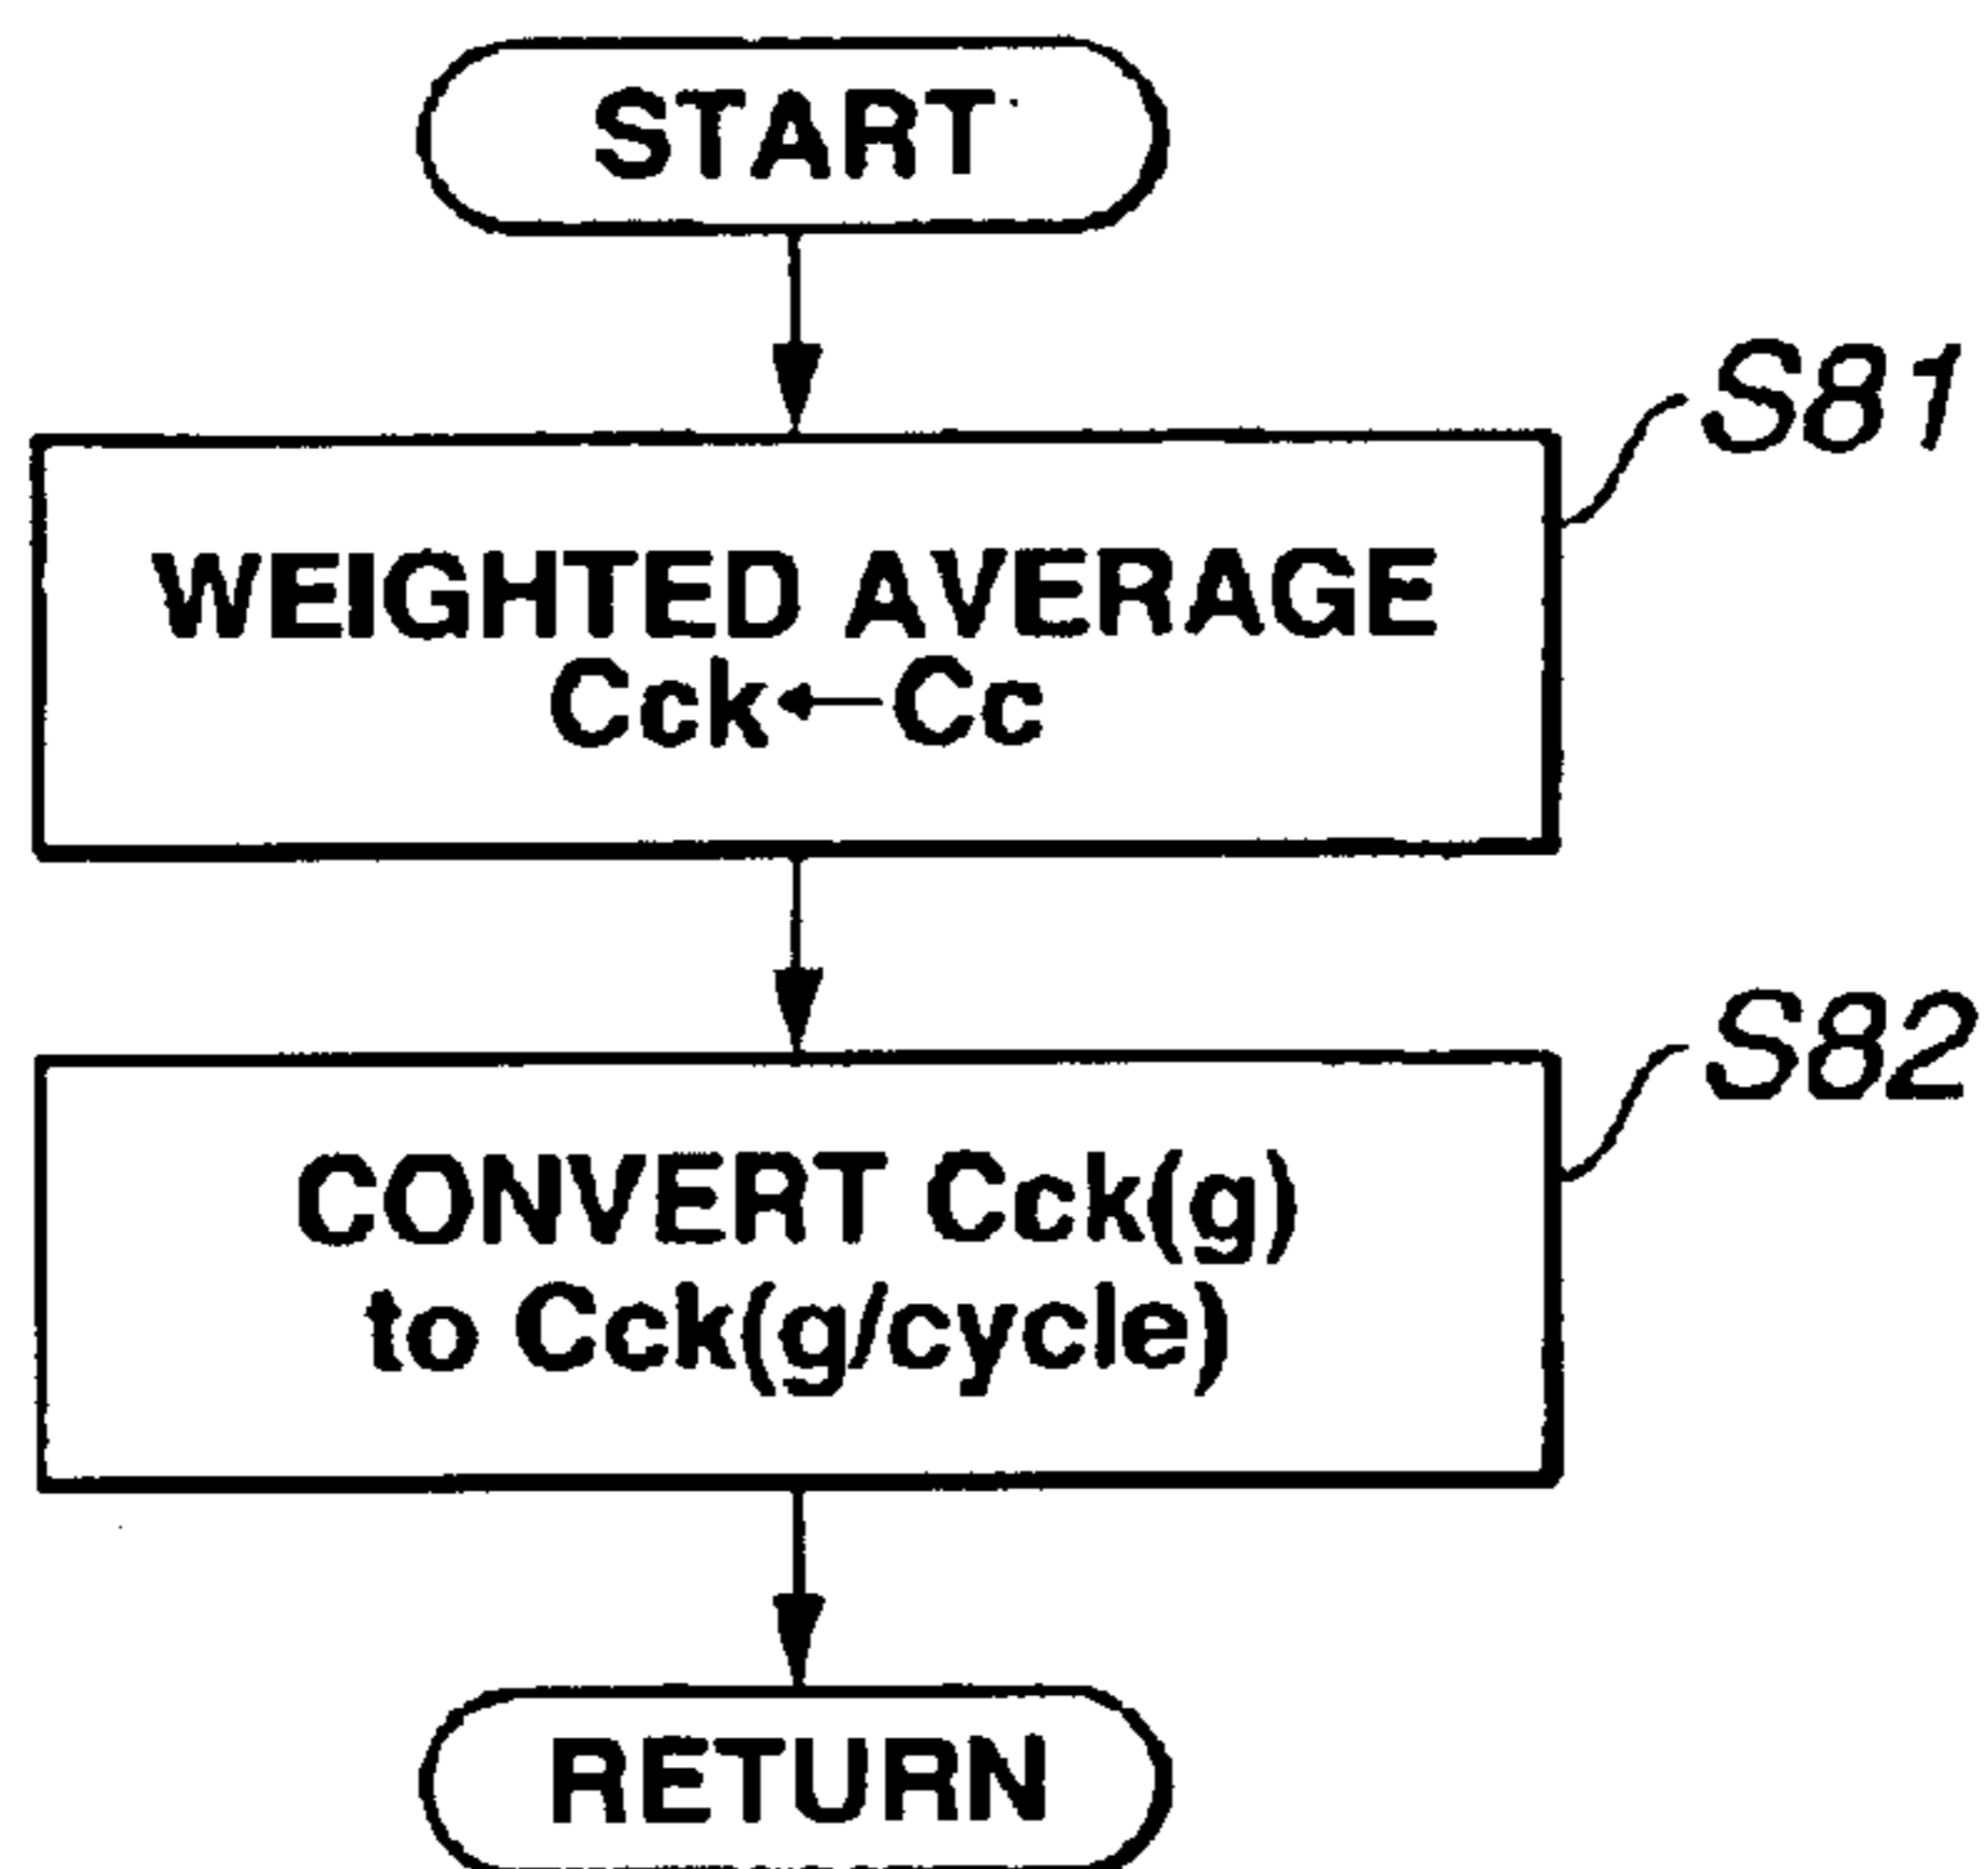 START
S81
WEIGHTED AVERAGE
Cck←Cc
S82
CONVERT Cck(g)
to Cck(g/cycle)
RETURN